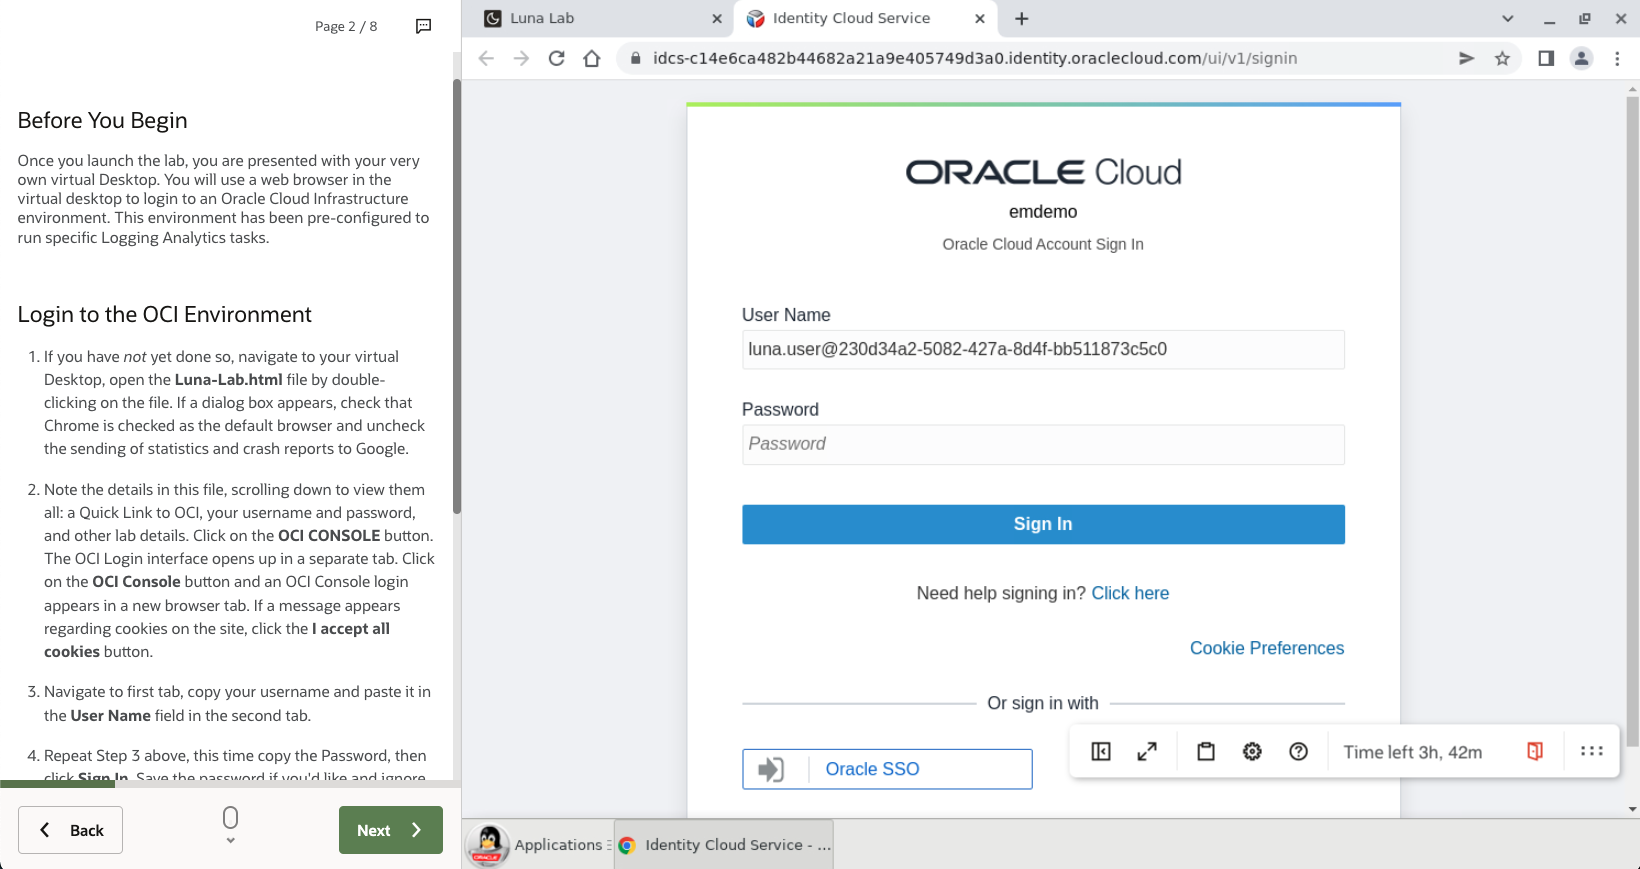 Page 2 / 8
Before You Begin
Once you launch the lab, you are presented with your very
own virtual Desktop. You will use a web browser in the
virtual desktop to login to an Oracle Cloud Infrastructure
environment. This environment has been pre-configured to
run specific Logging Analytics tasks.
Login to the OCI Environment
1. If you have not yet done so, navigate to your virtual
Desktop, open the Luna-Lab.html file by double-
clicking on the file. If a dialog box appears, check that
Chrome is checked as the default browser and uncheck
the sending of statistics and crash reports to Google.
2. Note the details in this file, scrolling down to view them
all: a Quick Link to OCI, your username and password,
and other lab details. Click on the OCI CONSOLE button.
The OCI Login interface opens up in a separate tab. Click
on the OCI Console button and an OCI Console login
appears in a new browser tab. If a message appears
regarding cookies on the site, click the I accept all
cookies button.
3. Navigate to first tab, copy your username and paste it in
the User Name field in the second tab.
4. Repeat Step 3 above, this time copy the Password, then
click Sign In. Save the password if you'd like and ignore
Back
Next
Luna Lab
Identity Cloud Service
idcs-c14e6ca482b44682a21a9e405749d3a0.identity.oraclecloud.com/ui/v1/signin
ORACLE Cloud
emdemo
Oracle Cloud Account Sign In
User Name
luna.user@230d34a2-5082-427a-8d4f-bb511873c5c0
Password
Password
Sign In
Need help signing in? Click here
Cookie Preferences
Or sign in with
Oracle SSO
Time left 3h, 42m
Applications
ORACLE
Identity Cloud Service - ...